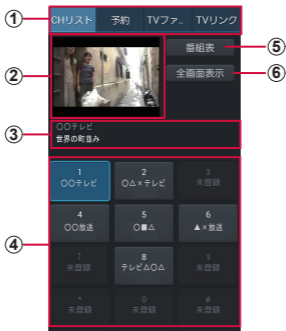 ① CHリスト 予約 TVファ.. TVリンク
② 番組表 ⑤
全画面表示 ⑥
③ ○○テレビ
世界の町並み
④
1 2 3
○○テレビ ○△×テレビ 未登録
4 5 6
○○放送 ○■△ ▲×放送
7 8 9
未登録 テレビ△○△ 未登録
* 0 #
未登録 未登録 未登録